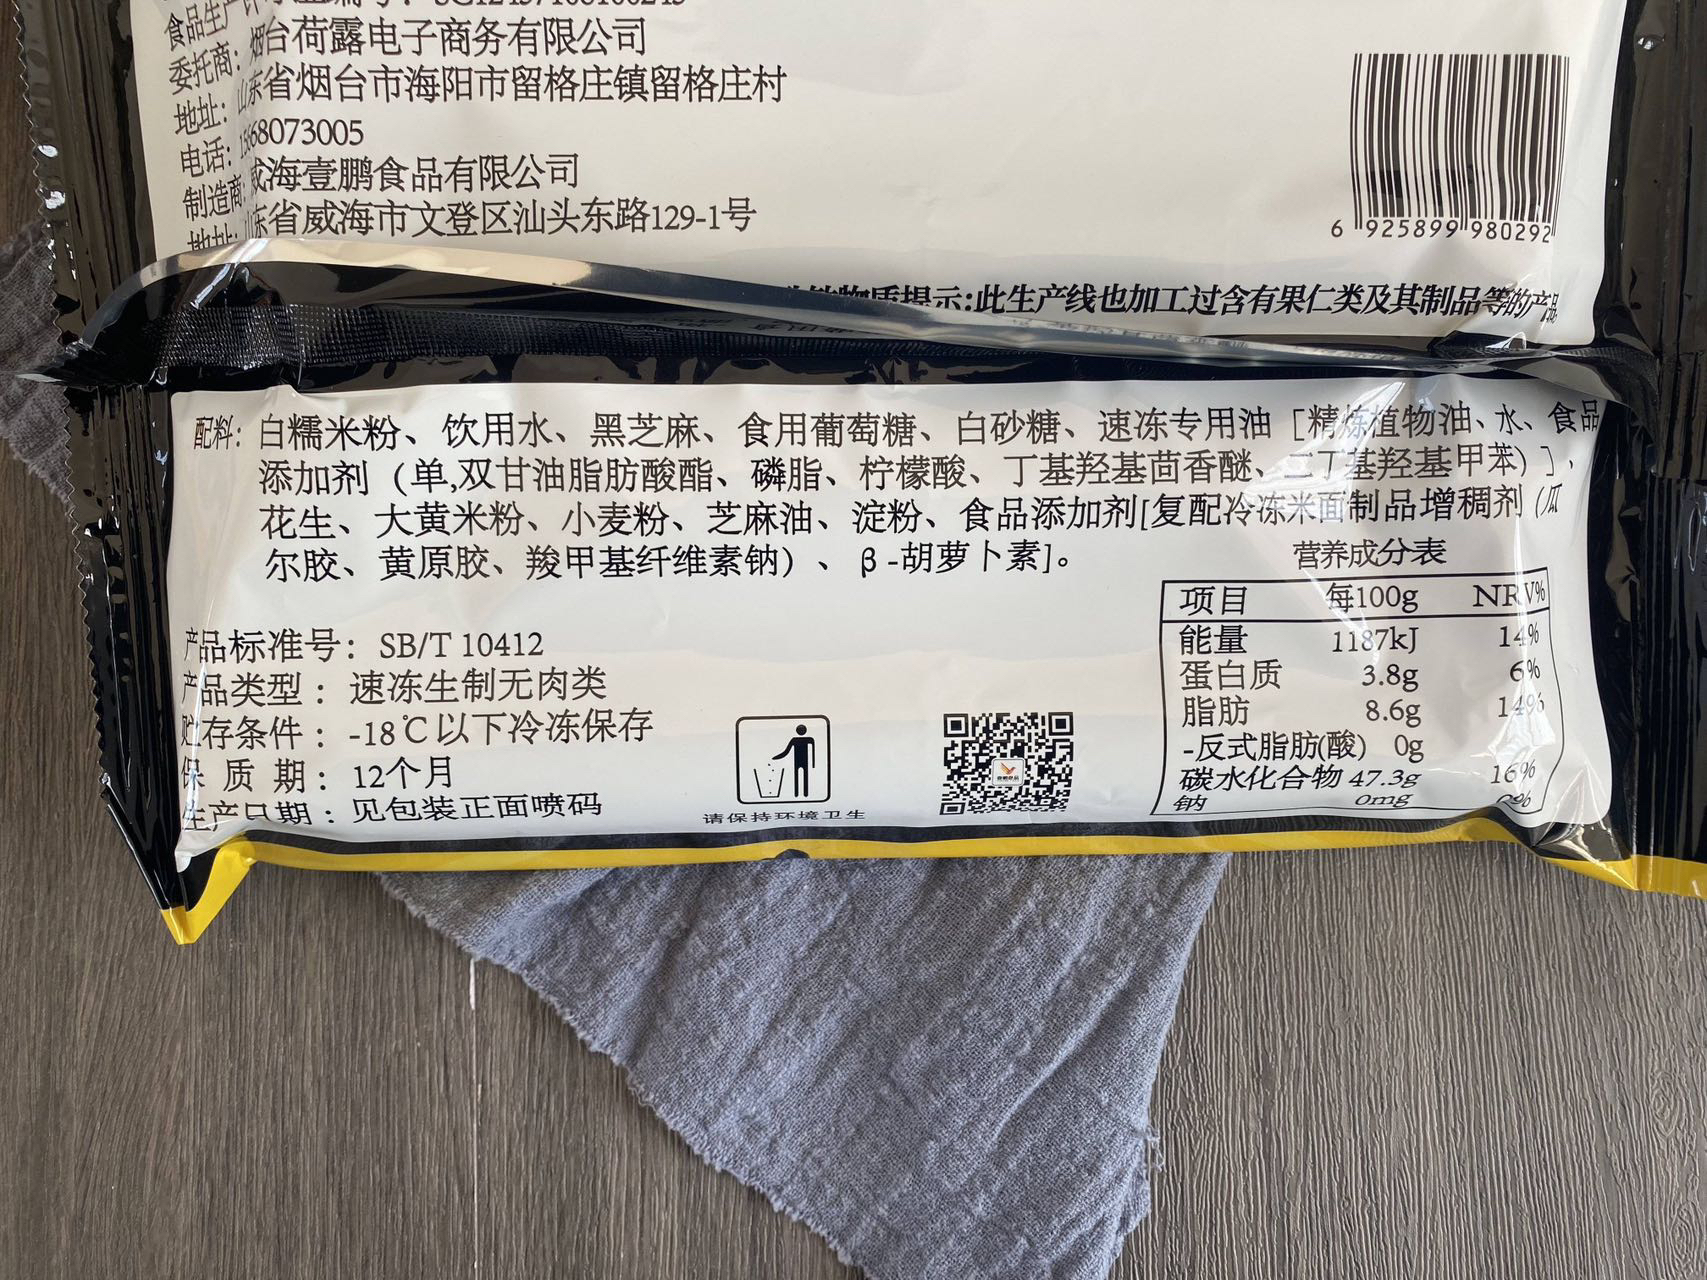 委托商：烟台荷露电子商务有限公司
地址：山东省烟台市海阳市留格庄镇留格庄村
电话：15668073005
制造商：威海壹鹏食品有限公司
地址：山东省威海市文登区汕头东路129-1号
6 925899 980292
物质提示:此生产线也加工过含有果仁类及其制品等的产品
配料：白糯米粉、饮用水、黑芝麻、食用葡萄糖、白砂糖、速冻专用油［精炼植物油、水、食品
添加剂（单,双甘油脂肪酸酯、磷脂、柠檬酸、丁基羟基茴香醚、二丁基羟基甲苯）］、
花生、大黄米粉、小麦粉、芝麻油、淀粉、食品添加剂[复配冷冻米面制品增稠剂（瓜
尔胶、黄原胶、羧甲基纤维素钠）、β-胡萝卜素]。
营养成分表
项目 每100g NRV%
能量 1187kJ 14%
蛋白质 3.8g 6%
脂肪 8.6g 14%
-反式脂肪(酸) 0g
碳水化合物 47.3g 16%
钠 0mg 0%
产品标准号：SB/T 10412
产品类型：速冻生制无肉类
贮存条件：-18℃以下冷冻保存
保质期：12个月
生产日期：见包装正面喷码
请保持环境卫生